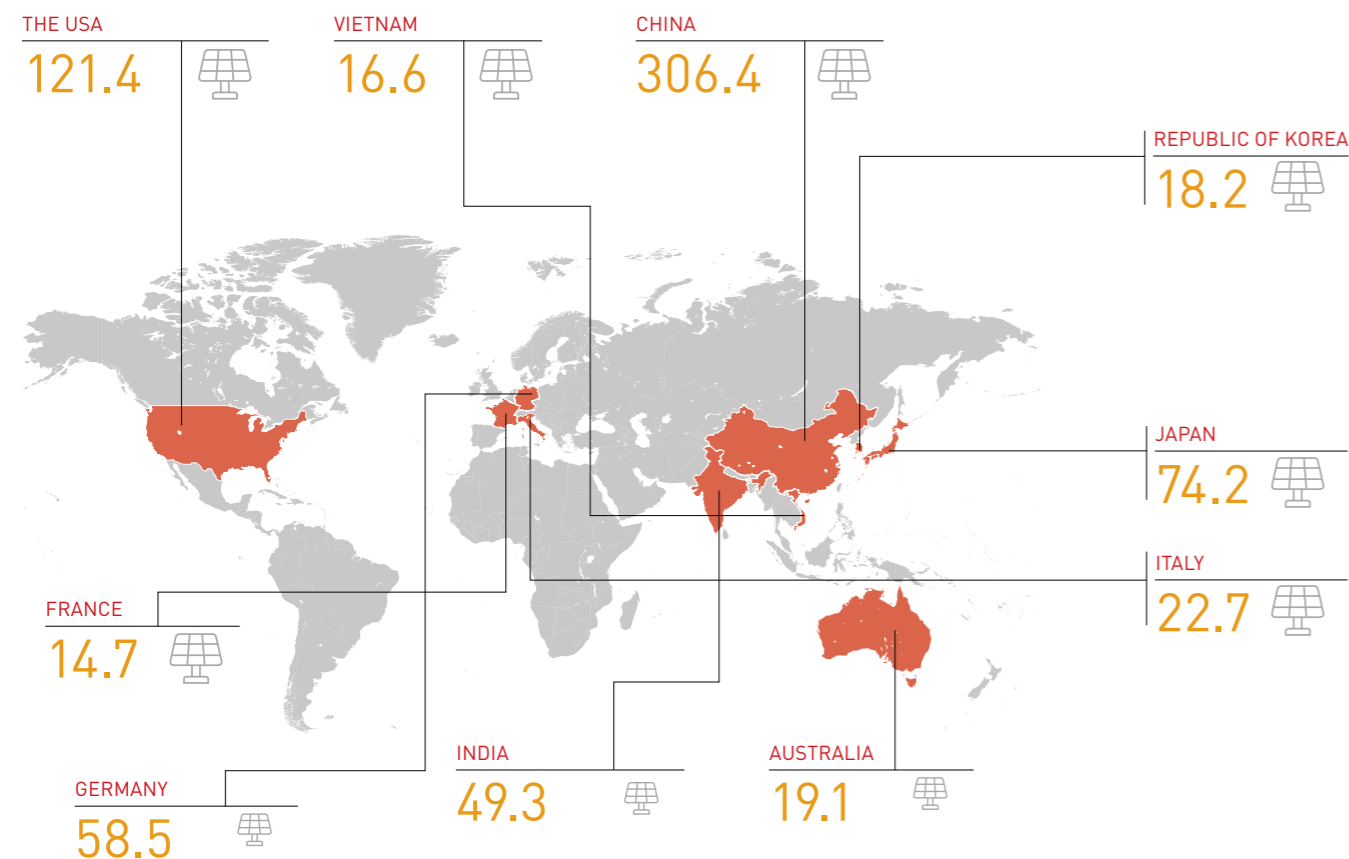 THE USA
121.4
VIETNAM
16.6
CHINA
306.4
REPUBLIC OF KOREA
18.2
JAPAN
74.2
ITALY
22.7
FRANCE
14.7
GERMANY
58.5
INDIA
49.3
AUSTRALIA
19.1